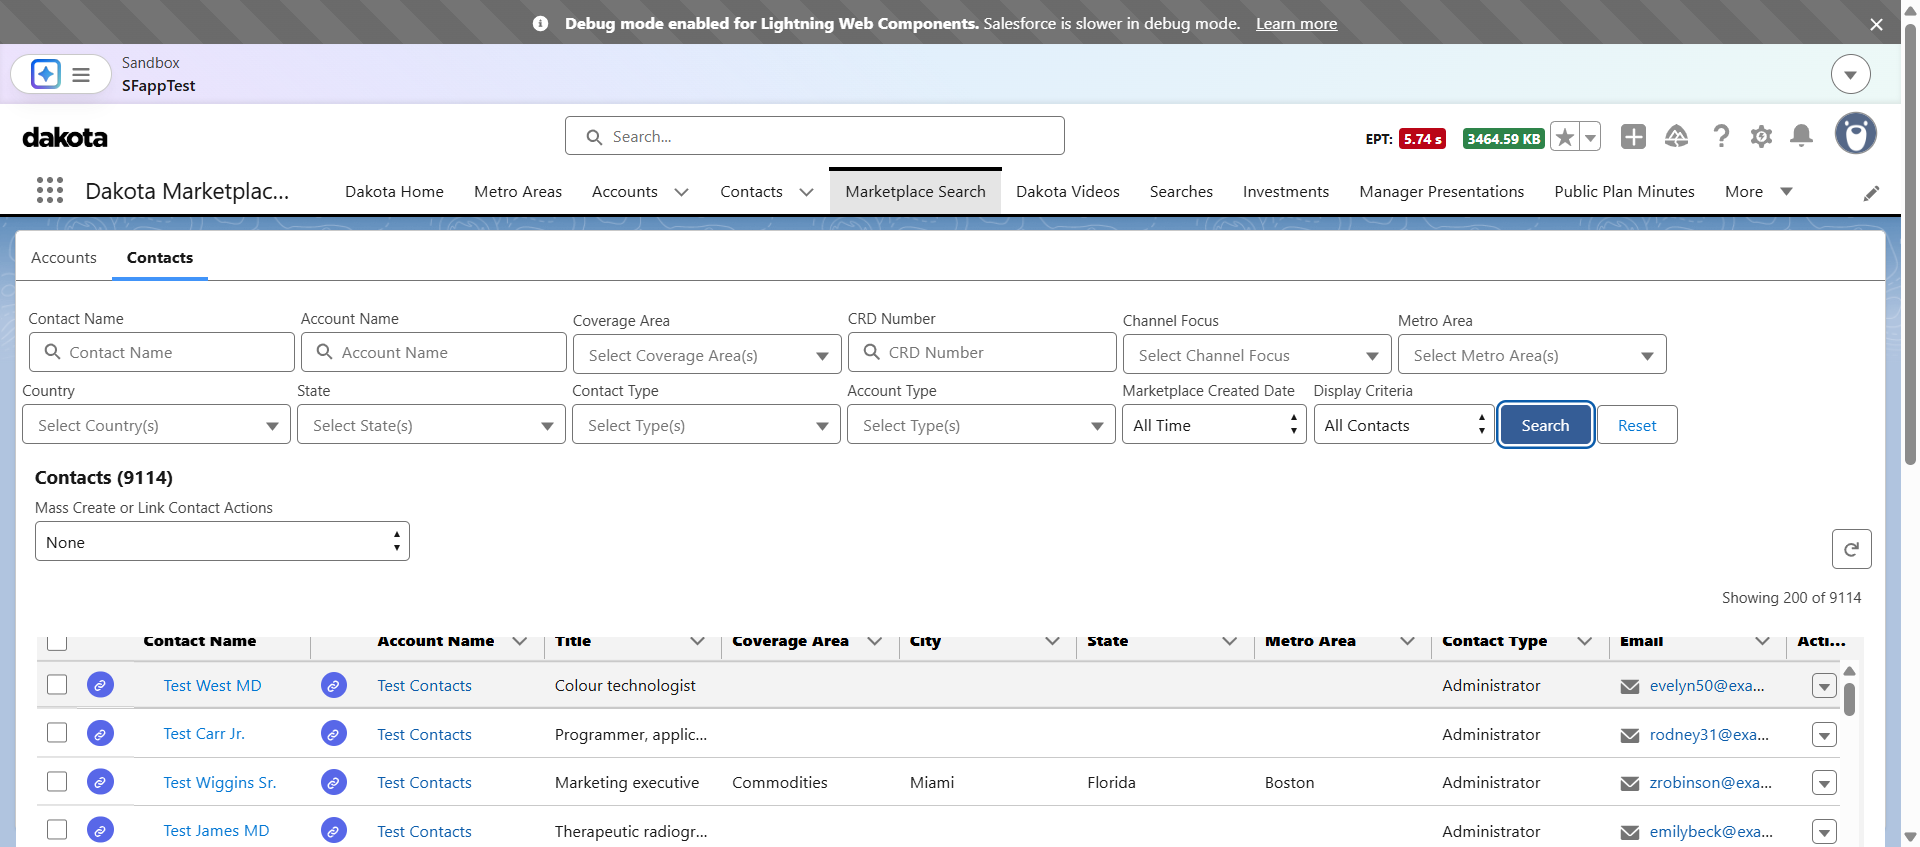 Debug mode enabled for Lightning Web Components. Salesforce is slower in debug mode. Learn more
Sandbox
SFappTest
dakota
Search...
EPT: 5.74 s 3464.59 KB
Dakota Marketplac...
Dakota Home Metro Areas Accounts Contacts Marketplace Search Dakota Videos Searches Investments Manager Presentations Public Plan Minutes More
Accounts Contacts
Contact Name Account Name Coverage Area CRD Number Channel Focus Metro Area
Contact Name Account Name Select Coverage Area(s) CRD Number Select Channel Focus Select Metro Area(s)
Country State Contact Type Account Type Marketplace Created Date Display Criteria
Select Country(s) Select State(s) Select Type(s) Select Type(s) All Time All Contacts Search Reset
Contacts (9114)
Mass Create or Link Contact Actions
None
Showing 200 of 9114
Contact Name Account Name Title Coverage Area City State Metro Area Contact Type Email Acti...
Test West MD Test Contacts Colour technologist Administrator evelyn50@exa...
Test Carr Jr. Test Contacts Programmer, applic... Administrator rodney31@exa...
Test Wiggins Sr. Test Contacts Marketing executive Commodities Miami Florida Boston Administrator zrobinson@exa...
Test James MD Test Contacts Therapeutic radiogr... Administrator emilybeck@exa...